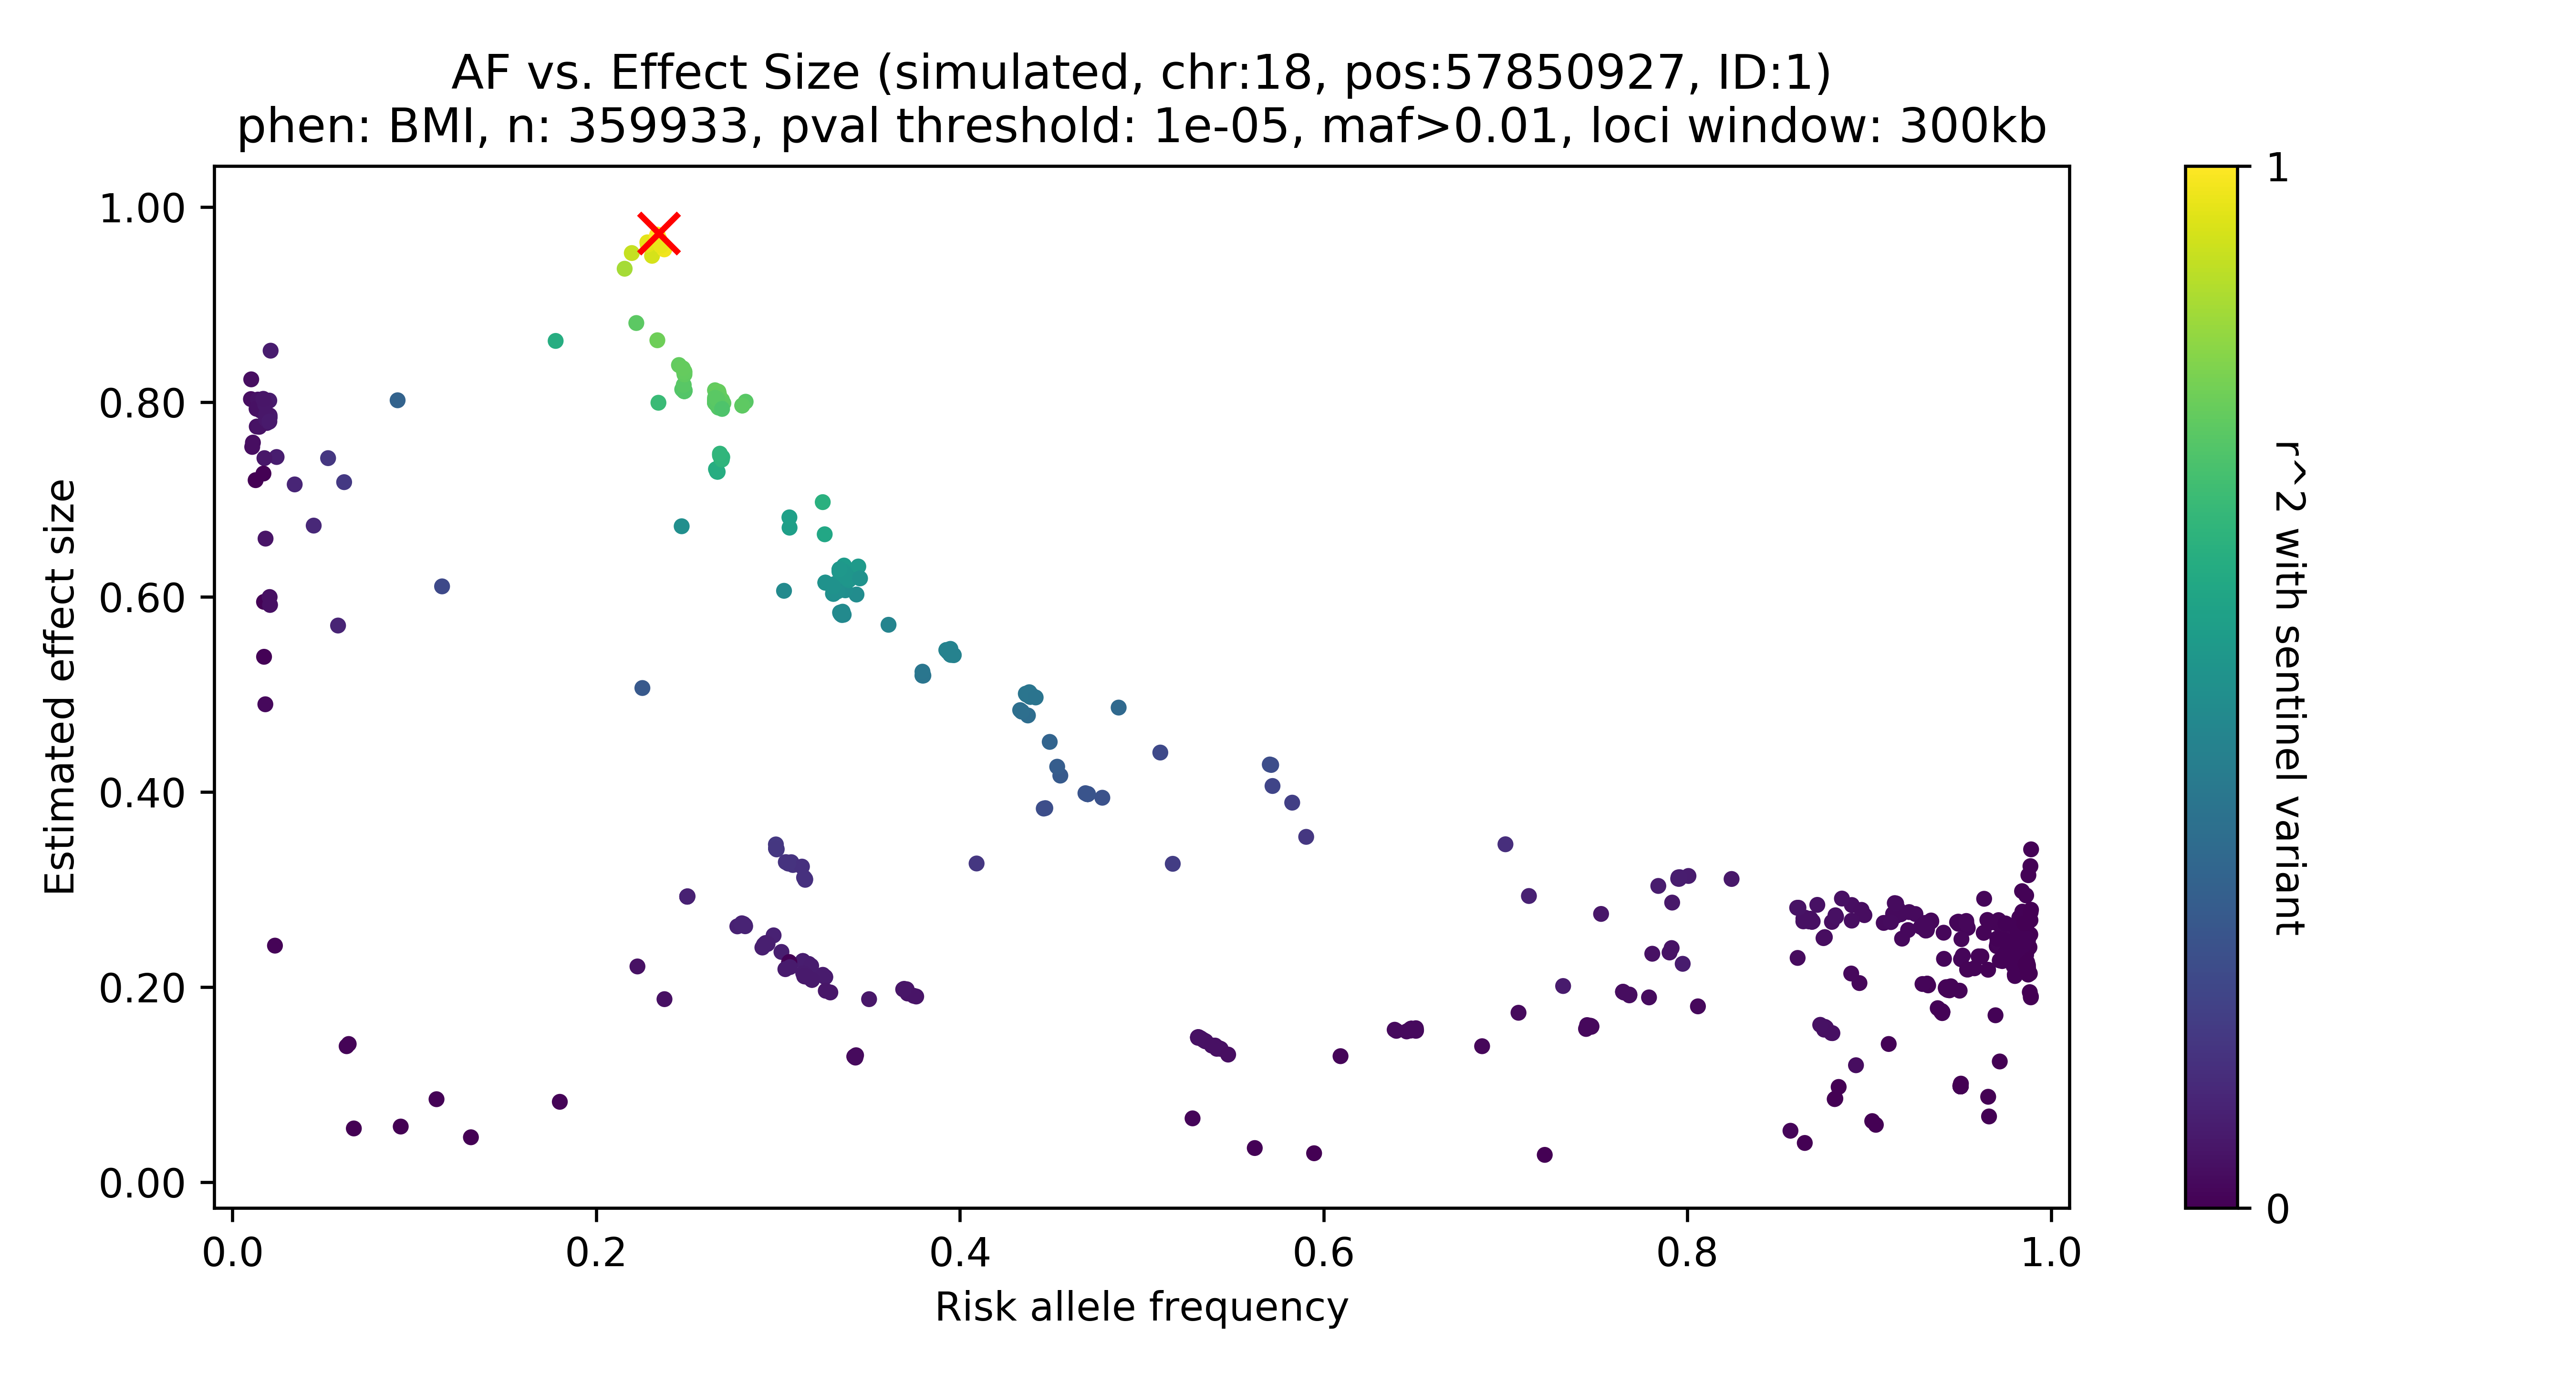 AF vs. Effect Size (simulated, chr:18, pos:57850927, ID:1)
phen: BMI, n: 359933, pval threshold: 1e-05, maf>0.01, loci window: 300kb
1.00
0.80
0.60
0.40
0.20
0.00
Estimated effect size
0.0 0.2 0.4 0.6 0.8 1.0
Risk allele frequency
1
0
r^2 with sentinel variant